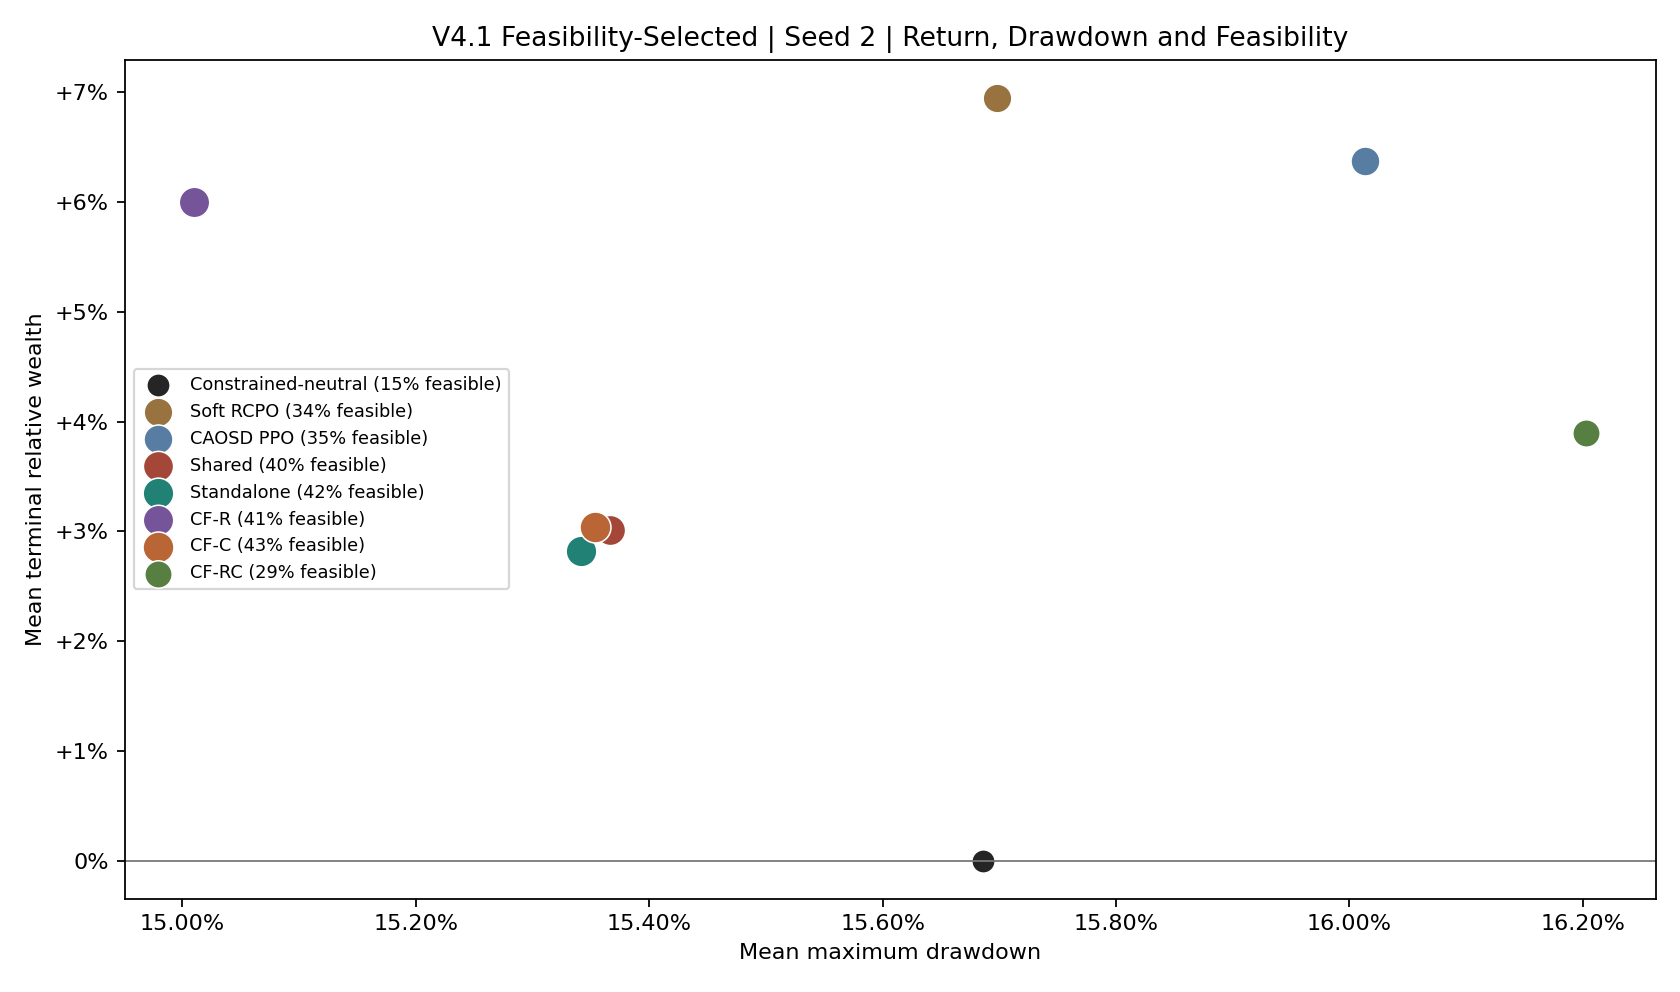 V4.1 Feasibility-Selected | Seed 2 | Return, Drawdown and Feasibility
Mean terminal relative wealth
+7%
+6%
+5%
+4%
+3%
+2%
+1%
0%
Constrained-neutral (15% feasible)
Soft RCPO (34% feasible)
CAOSD PPO (35% feasible)
Shared (40% feasible)
Standalone (42% feasible)
CF-R (41% feasible)
CF-C (43% feasible)
CF-RC (29% feasible)
15.00% 15.20% 15.40% 15.60% 15.80% 16.00% 16.20%
Mean maximum drawdown